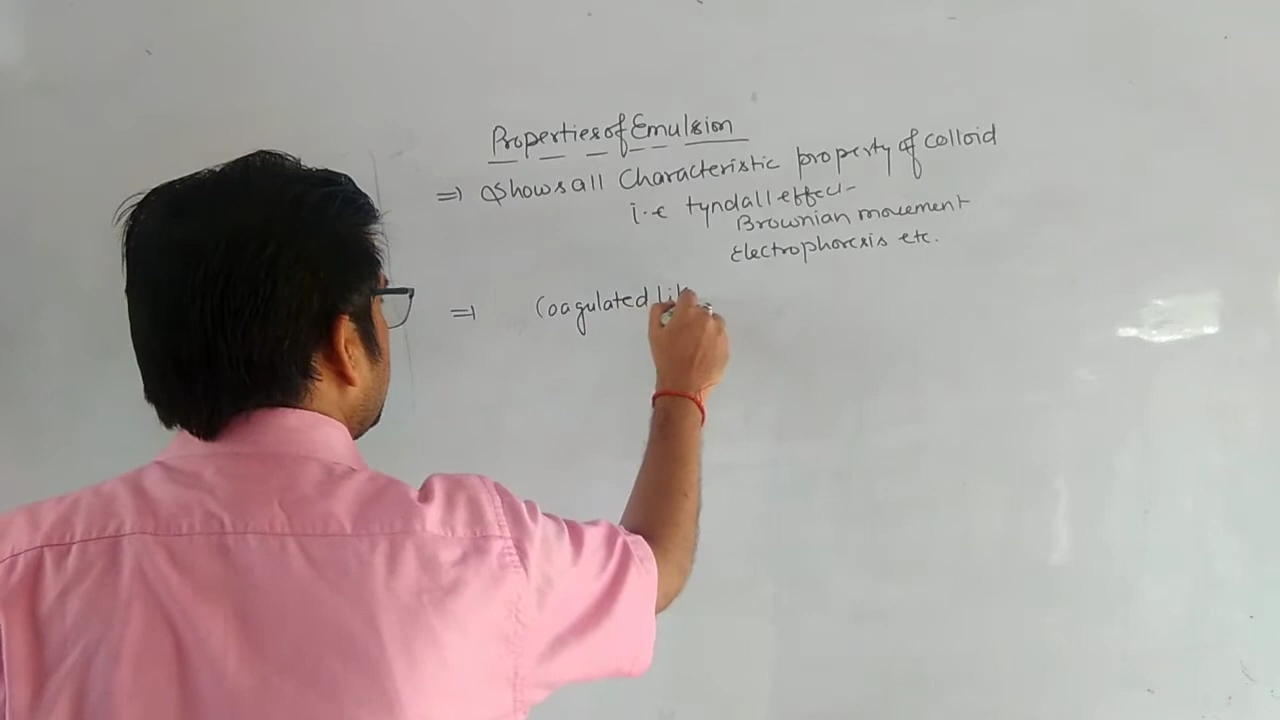 Properties of Emulsion
⇒ Shows all Characteristic property of colloid
i.e tyndall effect
Brownian movement
Electrophoresis etc.
⇒ Coagulated